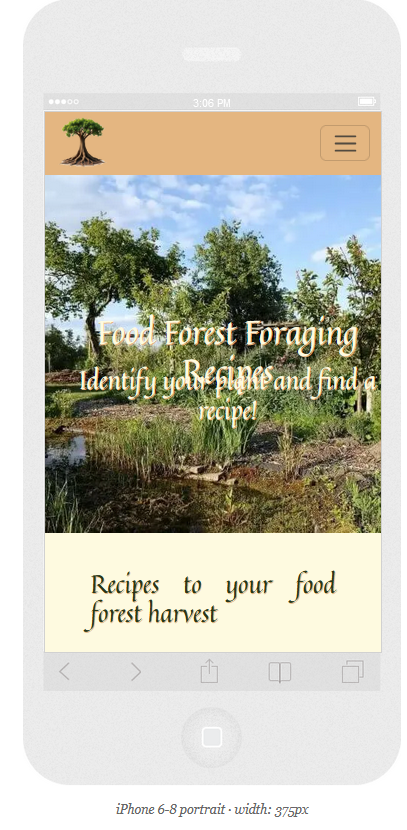 3:06 PM
Food Forest Foraging
Recipes
Identify your plant and find a
recipe!
Recipes to your food
forest harvest
iPhone 6-8 portrait · width: 375px